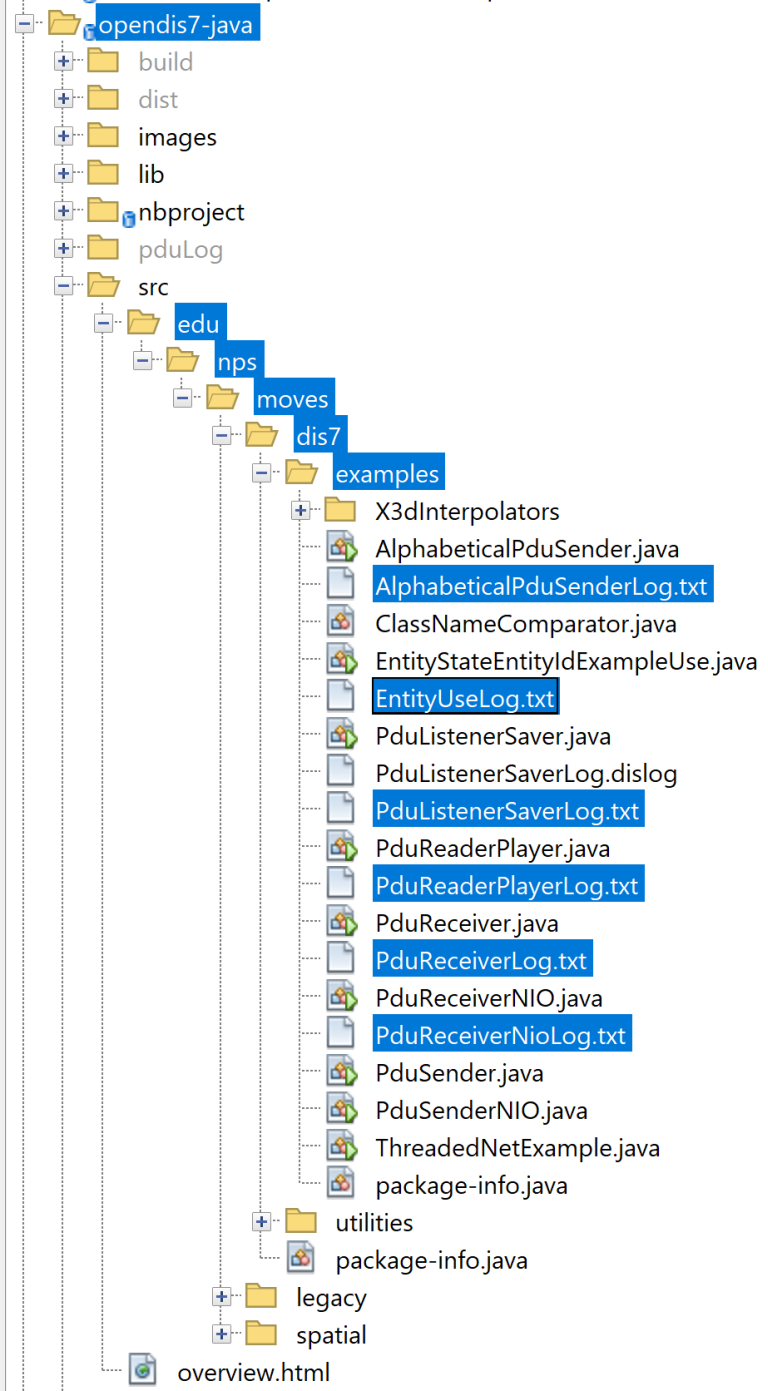 opendis7-java
build
dist
images
lib
nbproject
pduLog
src
edu
nps
moves
dis7
examples
X3dInterpolators
AlphabeticalPduSender.java
AlphabeticalPduSenderLog.txt
ClassNameComparator.java
EntityStateEntityIdExampleUse.java
EntityUseLog.txt
PduListenerSaver.java
PduListenerSaverLog.dislog
PduListenerSaverLog.txt
PduReaderPlayer.java
PduReaderPlayerLog.txt
PduReceiver.java
PduReceiverLog.txt
PduReceiverNIO.java
PduReceiverNioLog.txt
PduSender.java
PduSenderNIO.java
ThreadedNetExample.java
package-info.java
utilities
package-info.java
legacy
spatial
overview.html